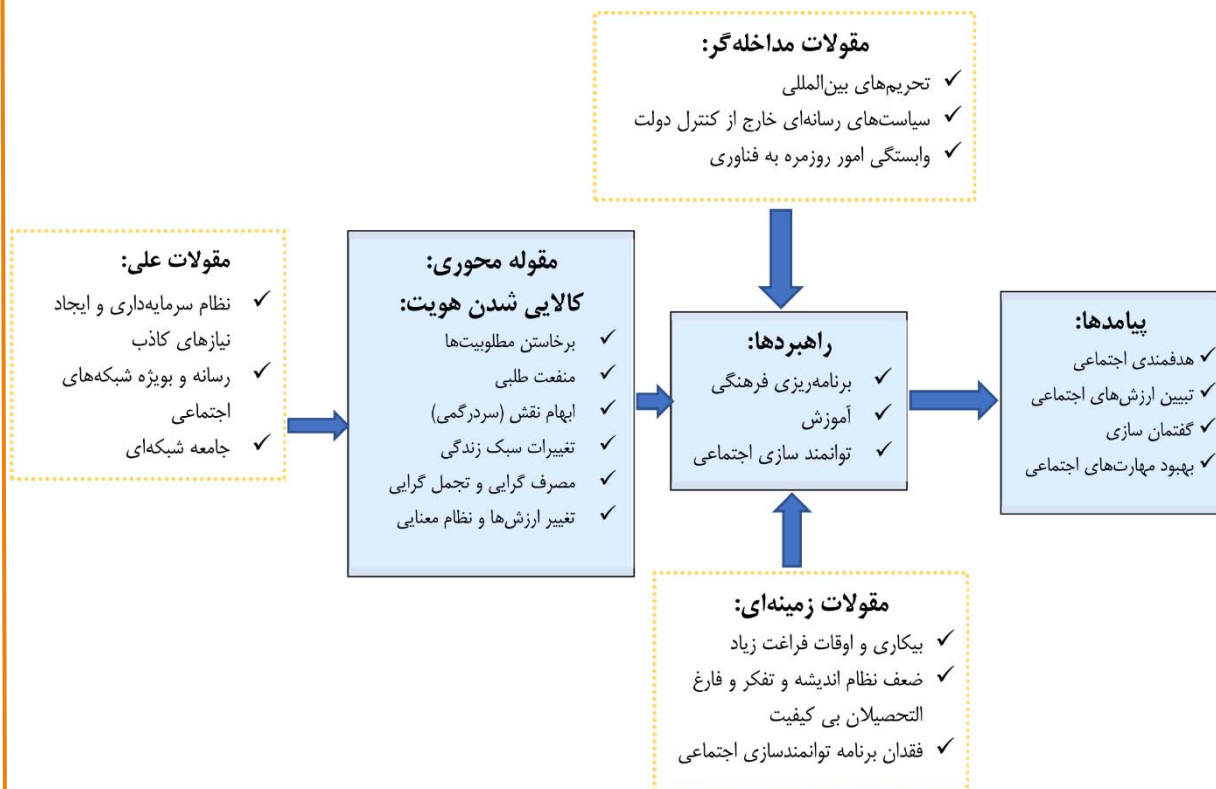 مقولات مداخله‌گر:
✓ تحریم‌های بین‌المللی
✓ سیاست‌های رسانه‌ای خارج از کنترل دولت
✓ وابستگی امور روزمره به فناوری
مقولات علی:
✓ نظام سرمایه‌داری و ایجاد
نیازهای کاذب
✓ رسانه و بویژه شبکه‌های
اجتماعی
✓ جامعه شبکه‌ای
مقوله محوری:
کالایی شدن هویت:
✓ برخاستن مطلوبیت‌ها
✓ منفعت طلبی
✓ ابهام نقش (سردرگمی)
✓ تغییرات سبک زندگی
✓ مصرف گرایی و تجمل گرایی
✓ تغییر ارزش‌ها و نظام معنایی
راهبردها:
✓ برنامه‌ریزی فرهنگی
✓ آموزش
✓ توانمند سازی اجتماعی
پیامدها:
✓ هدفمندی اجتماعی
✓ تبیین ارزش‌های اجتماعی
✓ گفتمان سازی
✓ بهبود مهارت‌های اجتماعی
مقولات زمینه‌ای:
✓ بیکاری و اوقات فراغت زیاد
✓ ضعف نظام اندیشه و تفکر و فارغ
التحصیلان بی کیفیت
✓ فقدان برنامه توانمندسازی اجتماعی